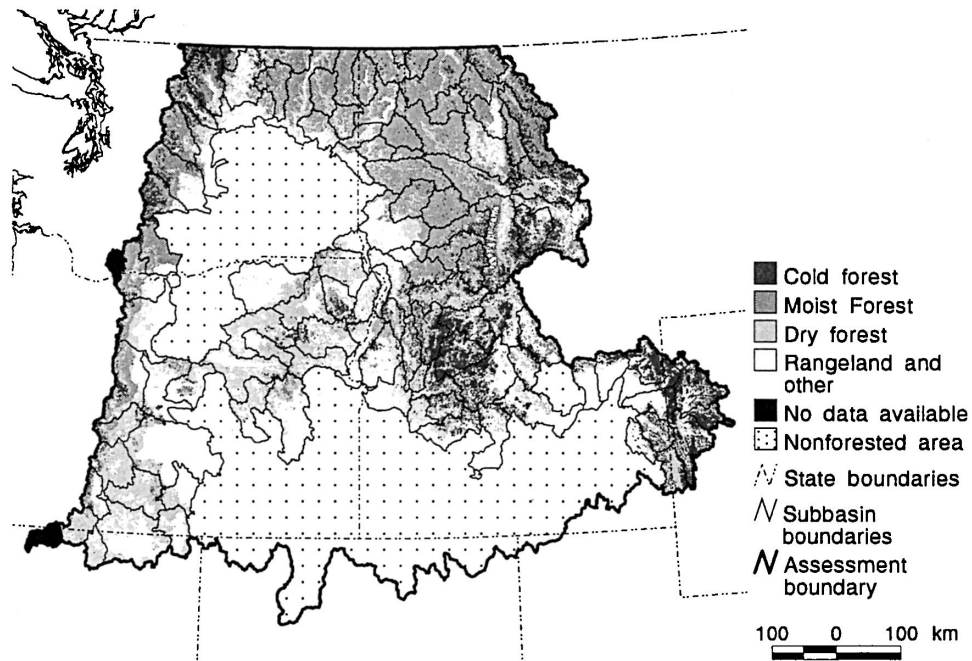 Cold forest
Moist Forest
Dry forest
Rangeland and
other
No data available
Nonforested area
State boundaries
Subbasin
boundaries
Assessment
boundary
100 0 100 km